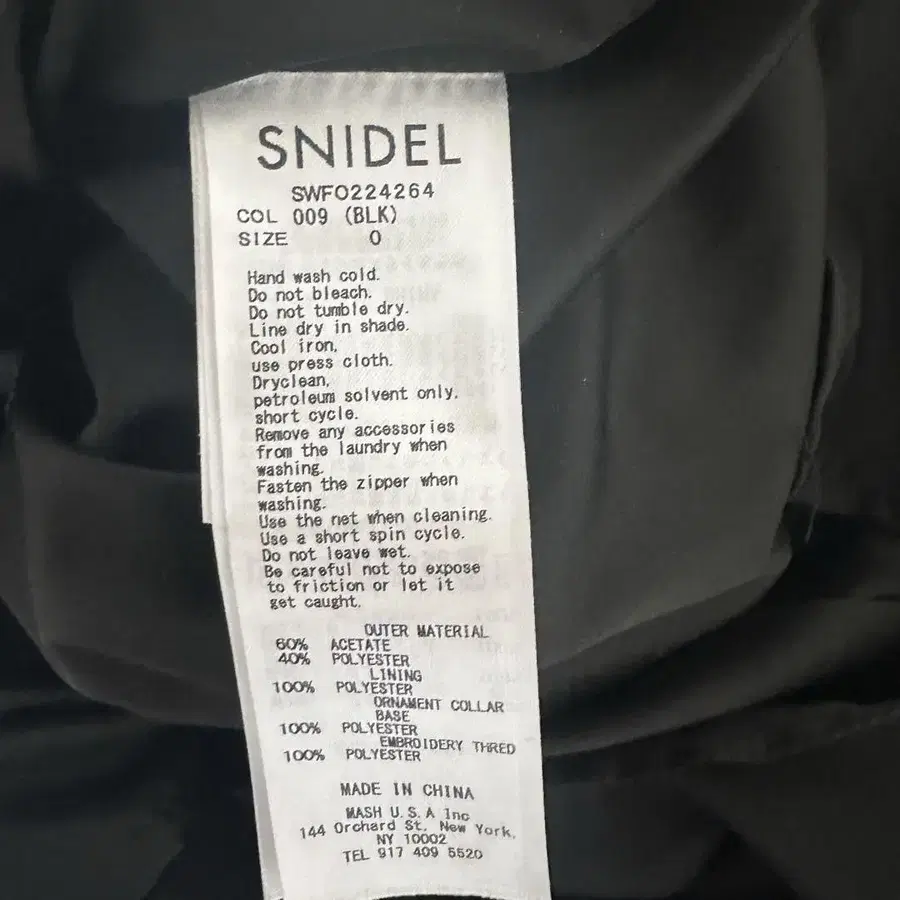 SNIDEL
SWFO224264
COL 009 (BLK)
SIZE 0
Hand wash cold.
Do not bleach.
Do not tumble dry.
Line dry in shade.
Cool iron,
use press cloth.
Dryclean,
petroleum solvent only.
short cycle.
Remove any accessories
from the laundry when
washing.
Fasten the zipper when
washing.
Use the net when cleaning.
Use a short spin cycle.
Do not leave wet.
Be careful not to expose
to friction or let it
get caught.
OUTER MATERIAL
60% ACETATE
40% POLYESTER
LINING
100% POLYESTER
ORNAMENT COLLAR
BASE
100% POLYESTER
EMBROIDERY THRED
100% POLYESTER
MADE IN CHINA
MASH U.S.A Inc
144 Orchard St. New York,
NY 10002
TEL 917 409 5520